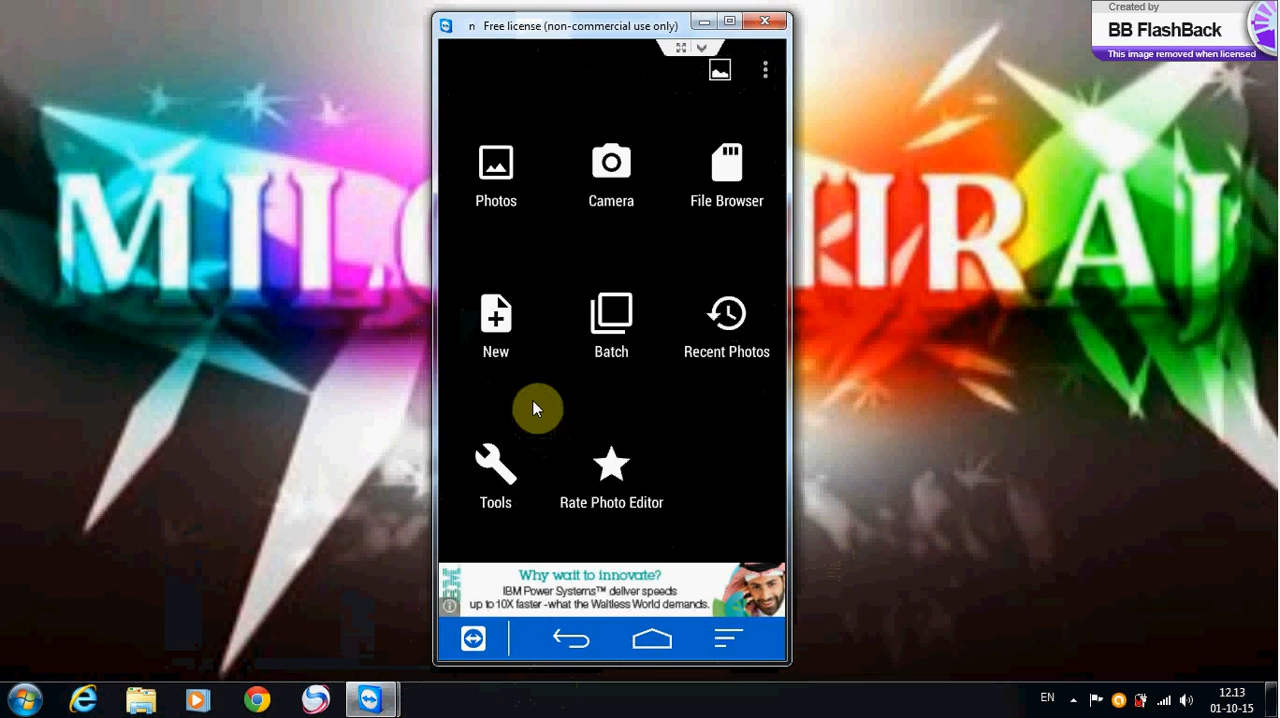 Created by
BB FlashBack
This image removed when licensed
n Free license (non-commercial use only)
Photos
Camera
File Browser
New
Batch
Recent Photos
Tools
Rate Photo Editor
IBM
Why wait to innovate?
IBM Power Systems™ deliver speeds
up to 10X faster -what the Waitless World demands.
EN
12.13
01-10-15